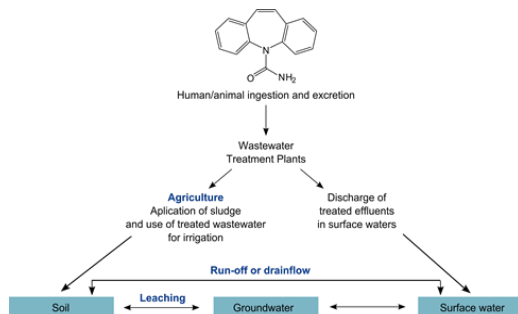 N
O
NH2
Human/animal ingestion and excretion
Wastewater
Treatment Plants
Agriculture
Aplication of sludge
and use of treated wastewater
for irrigation
Discharge of
treated effluents
in surface waters
Run-off or drainflow
Soil
Leaching
Groundwater
Surface water